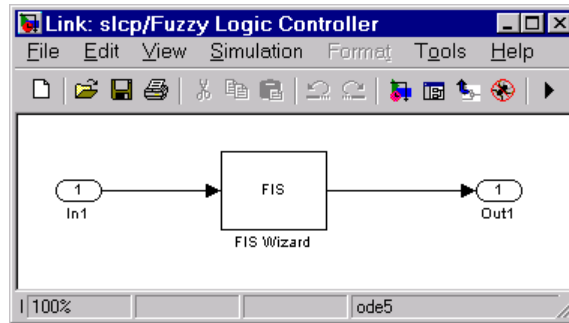 Link: slcp/Fuzzy Logic Controller
File Edit View Simulation Format Tools Help
1 FIS 1
In1 Out1
FIS Wizard
100% ode5